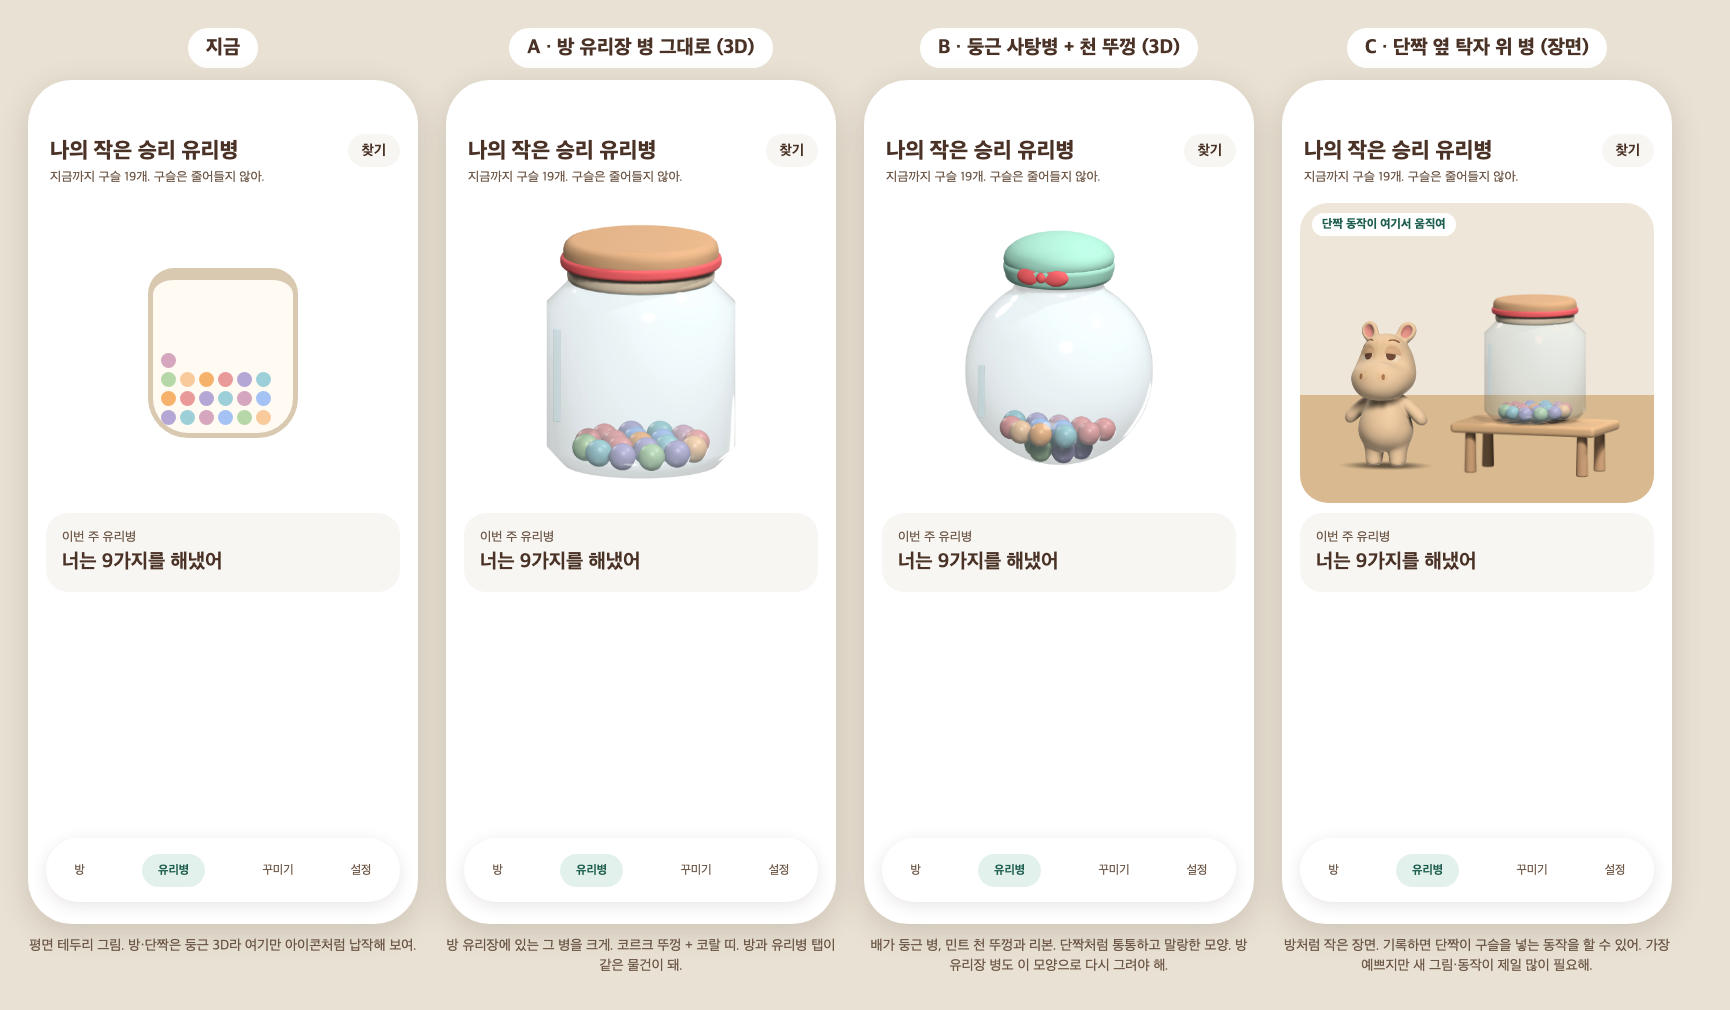 지금
나의 작은 승리 유리병
찾기
지금까지 구슬 19개. 구슬은 줄어들지 않아.
이번 주 유리병
너는 9가지를 해냈어
방
유리병
꾸미기
설정
평면 테두리 그림. 방·단짝은 둥근 3D라 여기만 아이콘처럼 납작해 보여.
A · 방 유리장 병 그대로 (3D)
나의 작은 승리 유리병
찾기
지금까지 구슬 19개. 구슬은 줄어들지 않아.
이번 주 유리병
너는 9가지를 해냈어
방
유리병
꾸미기
설정
방 유리장에 있는 그 병을 크게. 코르크 뚜껑 + 코랄 띠. 방과 유리병 탭이
같은 물건이 돼.
B · 둥근 사탕병 + 천 뚜껑 (3D)
나의 작은 승리 유리병
찾기
지금까지 구슬 19개. 구슬은 줄어들지 않아.
이번 주 유리병
너는 9가지를 해냈어
방
유리병
꾸미기
설정
배가 둥근 병, 민트 천 뚜껑과 리본. 단짝처럼 통통하고 말랑한 모양. 방
유리장 병도 이 모양으로 다시 그려야 해.
C · 단짝 옆 탁자 위 병 (장면)
나의 작은 승리 유리병
찾기
지금까지 구슬 19개. 구슬은 줄어들지 않아.
단짝 동작이 여기서 움직여
이번 주 유리병
너는 9가지를 해냈어
방
유리병
꾸미기
설정
방처럼 작은 장면. 기록하면 단짝이 구슬을 넣는 동작을 할 수 있어. 가장
예쁘지만 새 그림·동작이 제일 많이 필요해.